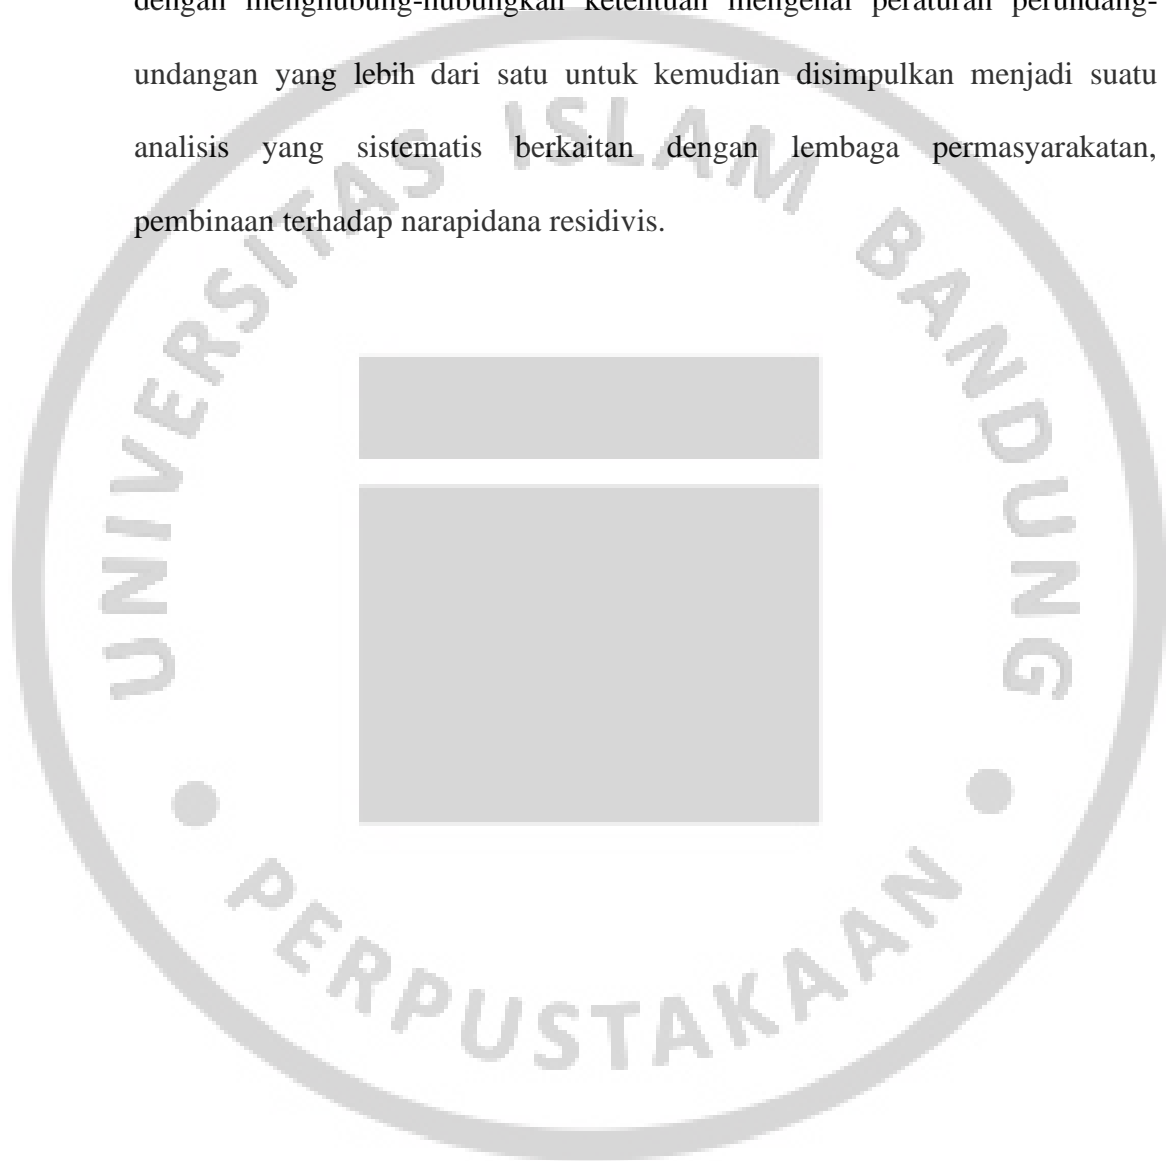 dengan menghubung-hubungkan ketentuan mengenai peraturan perundang-
undangan yang lebih dari satu untuk kemudian disimpulkan menjadi suatu
analisis yang sistematis berkaitan dengan lembaga permasyarakatan,
pembinaan terhadap narapidana residivis.
UNIVERSITAS ISLAM BANDUNG
PERPUSTAKAAN